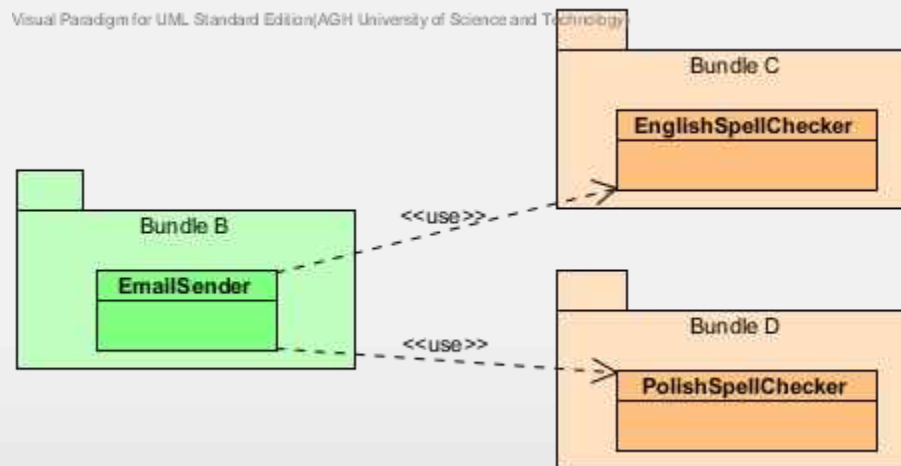 Visual Paradigm for UML Standard Edition(AGH University of Science and Technology)
Bundle C
EnglishSpellChecker
<<use>>
Bundle B
EmailSender
Bundle D
<<use>>
PolishSpellChecker